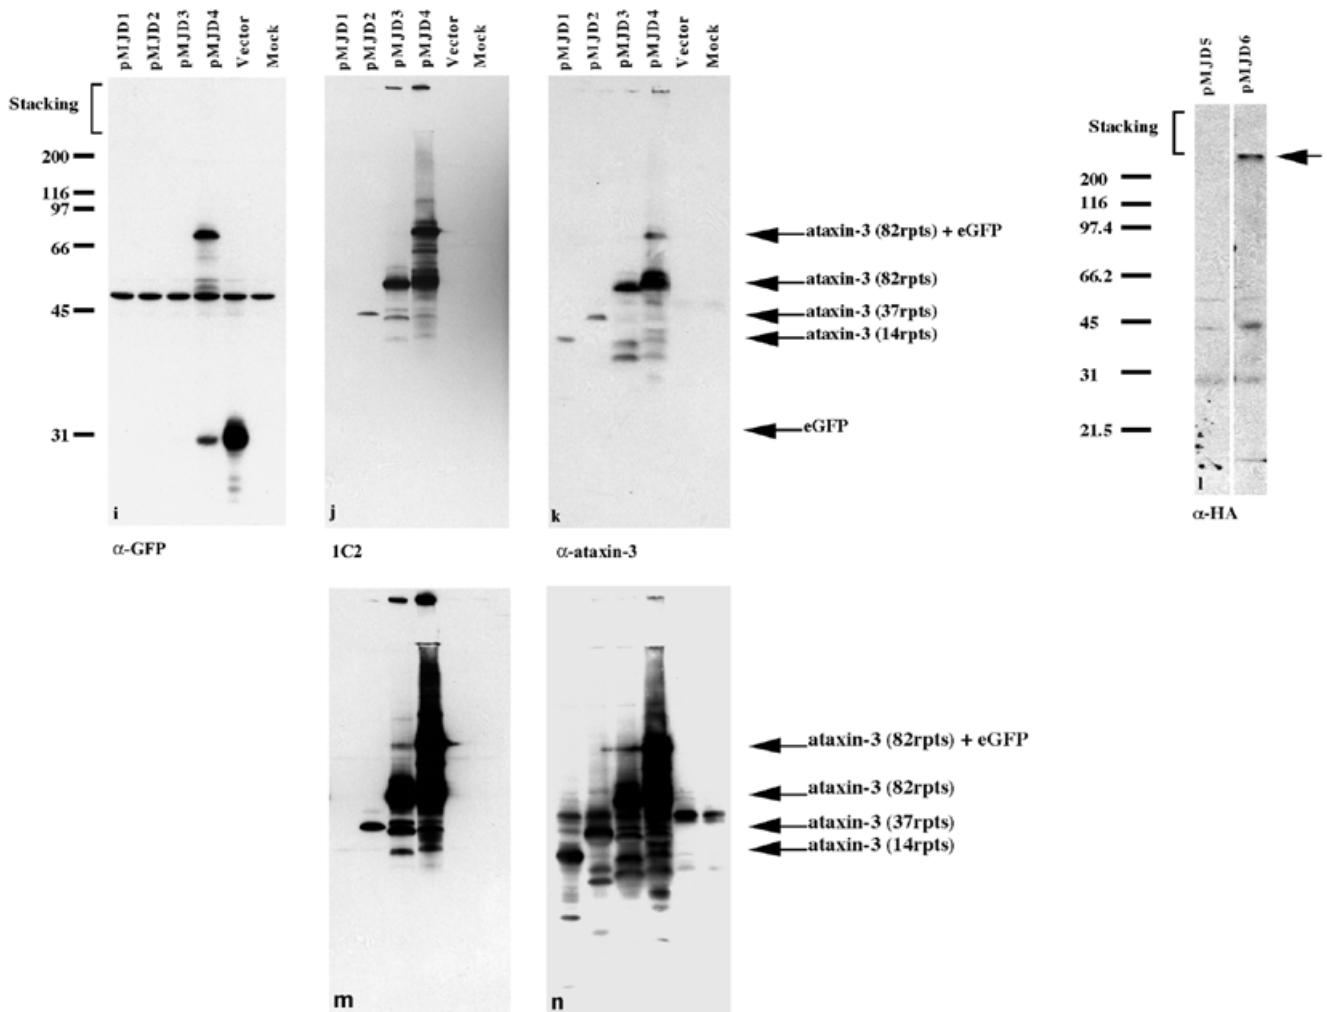 pMJD1 pMJD2 pMJD3 pMJD4 Vector Mock
pMJD1 pMJD2 pMJD3 pMJD4 Vector Mock
pMJD1 pMJD2 pMJD3 pMJD4 Vector Mock
pMJD5 pMJD6
Stacking
200
116
97
66
45
31
i
α-GFP
j
1C2
k
α-ataxin-3
ataxin-3 (82rpts) + eGFP
ataxin-3 (82rpts)
ataxin-3 (37rpts)
ataxin-3 (14rpts)
eGFP
Stacking
200
116
97.4
66.2
45
31
21.5
l
α-HA
m
n
ataxin-3 (82rpts) + eGFP
ataxin-3 (82rpts)
ataxin-3 (37rpts)
ataxin-3 (14rpts)